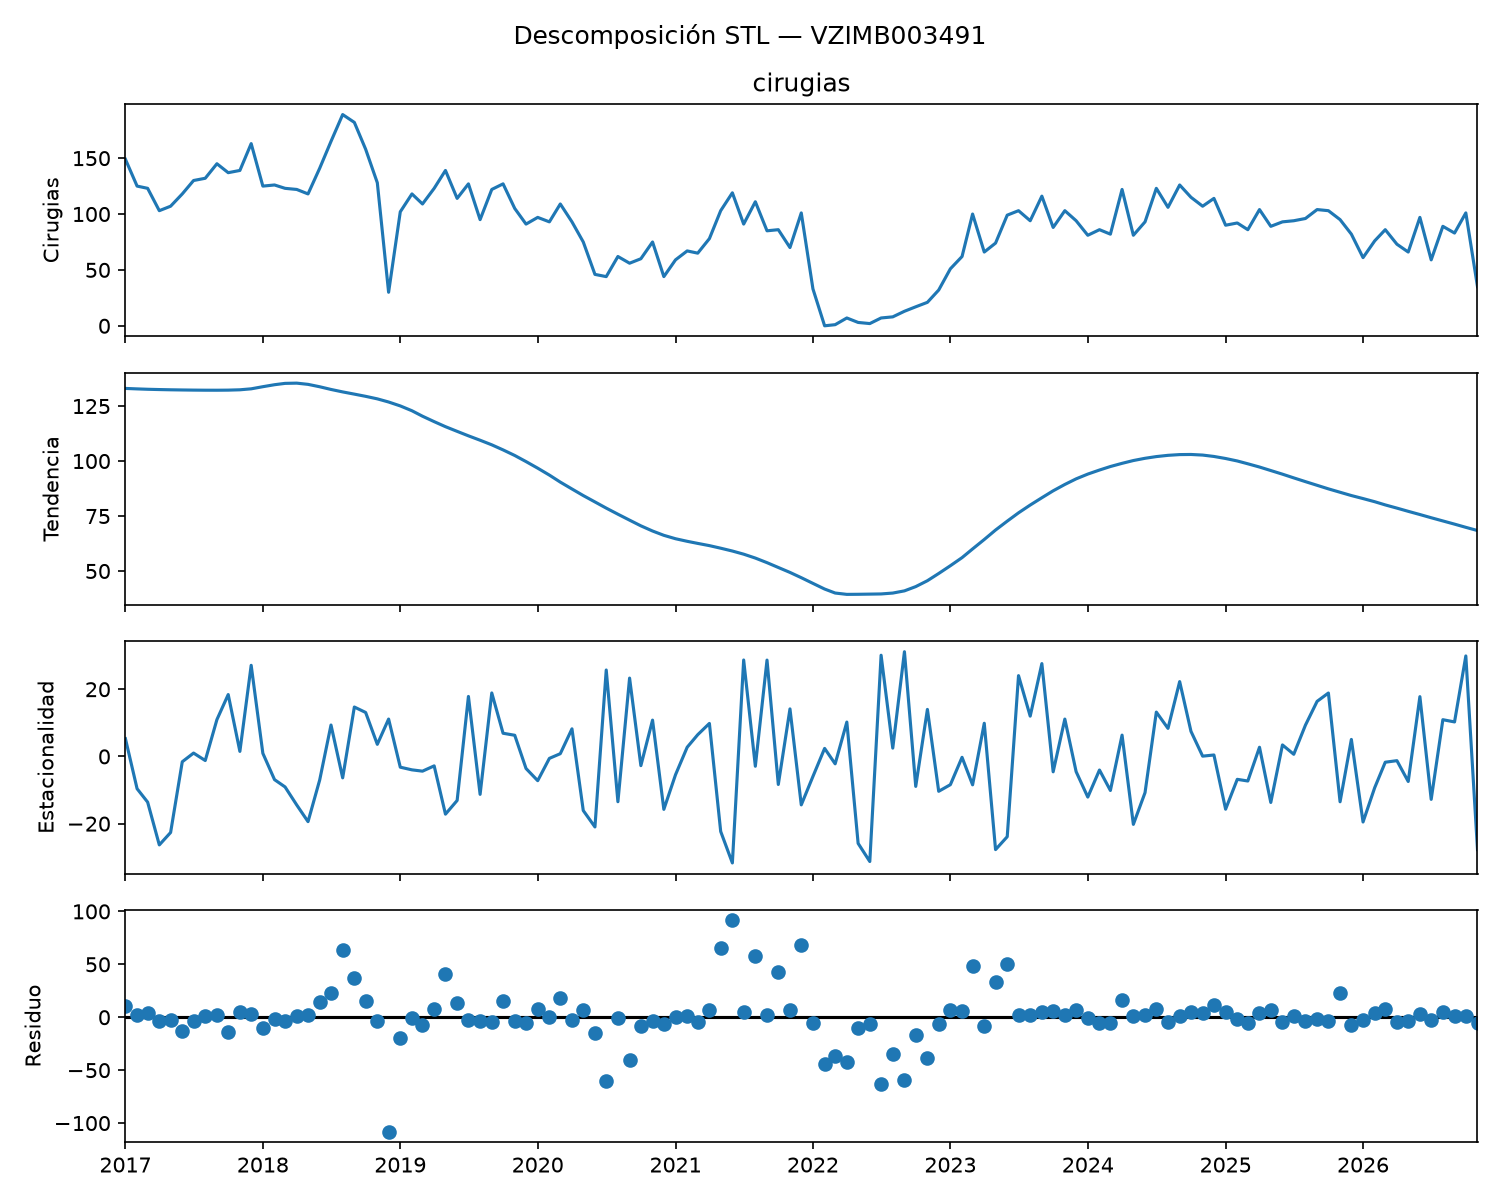 Descomposición STL — VZIMB003491
cirugias
Cirugias
150
100
50
0
Tendencia
125
100
75
50
Estacionalidad
20
0
−20
Residuo
100
50
0
−50
−100
2017 2018 2019 2020 2021 2022 2023 2024 2025 2026